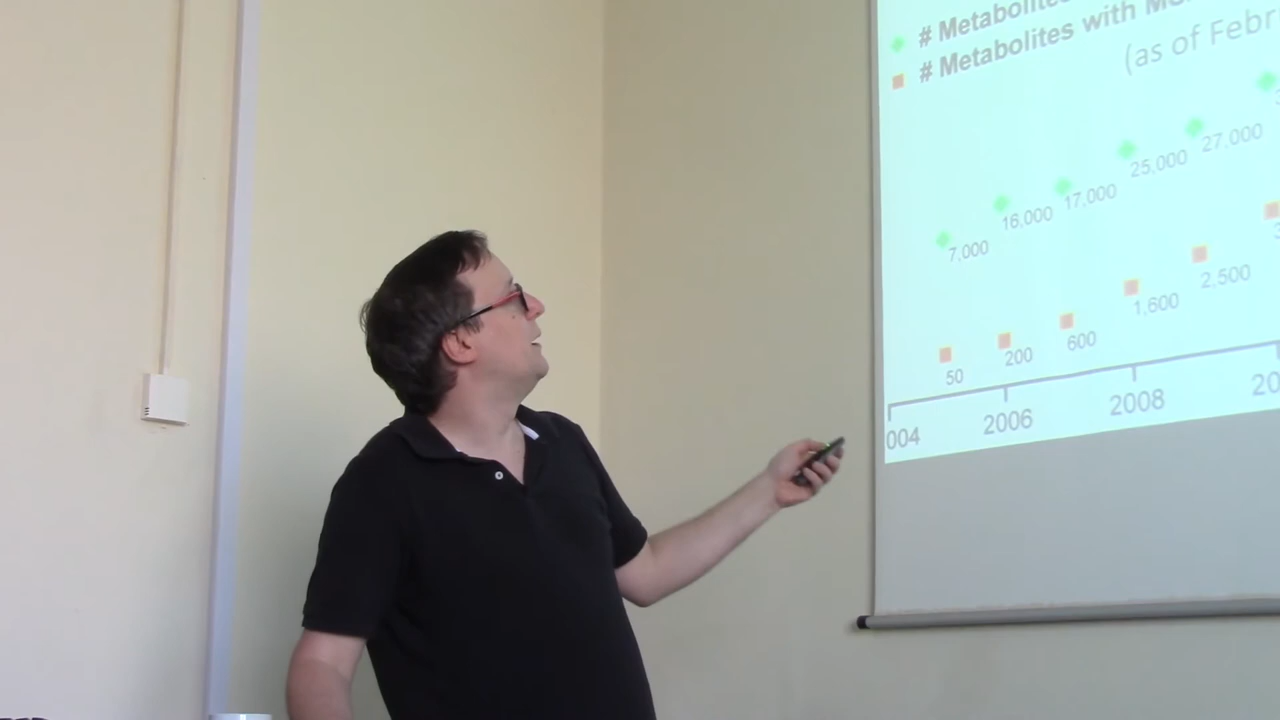 # Metabolites
# Metabolites with
(as of Febr
27,000
25,000
17,000
16,000
7,000
2,500
1,600
600
200
50
004 2006 2008 20